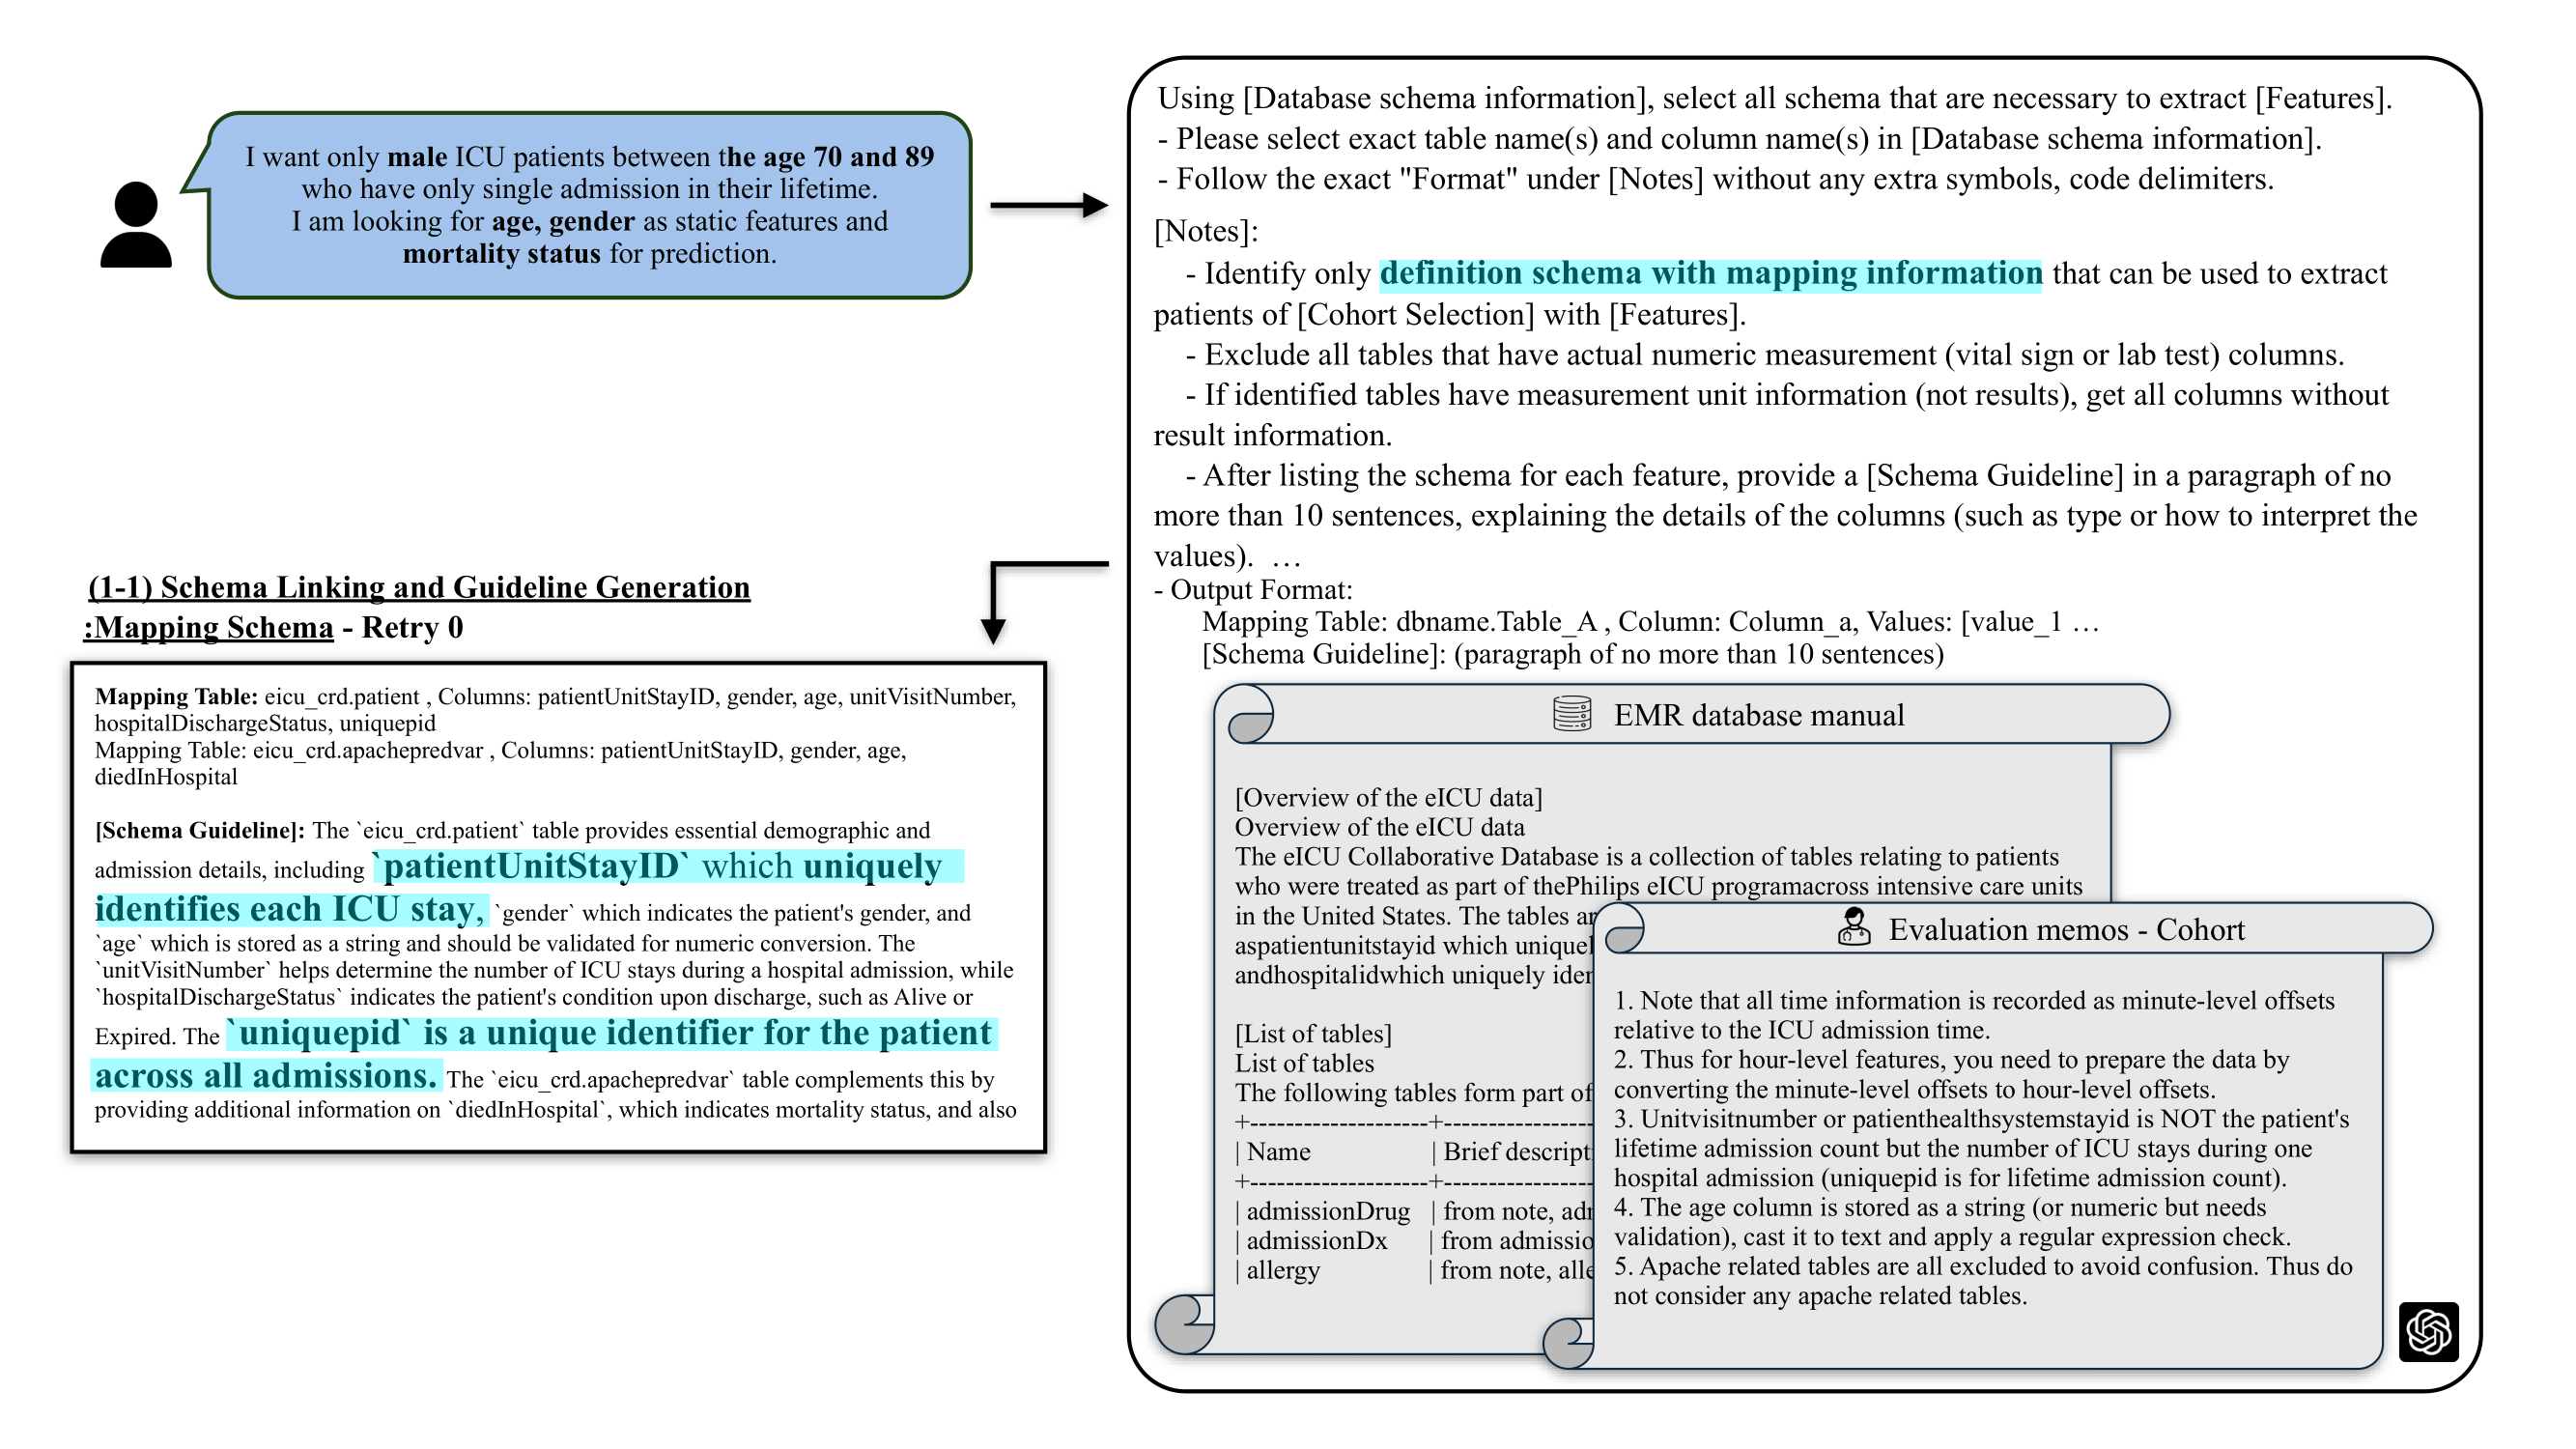 I want only male ICU patients between the age 70 and 89
who have only single admission in their lifetime.
I am looking for age, gender as static features and
mortality status for prediction.
Using [Database schema information], select all schema that are necessary to extract [Features].
- Please select exact table name(s) and column name(s) in [Database schema information].
- Follow the exact "Format" under [Notes] without any extra symbols, code delimiters.
[Notes]:
- Identify only definition schema with mapping information that can be used to extract
patients of [Cohort Selection] with [Features].
- Exclude all tables that have actual numeric measurement (vital sign or lab test) columns.
- If identified tables have measurement unit information (not results), get all columns without
result information.
- After listing the schema for each feature, provide a [Schema Guideline] in a paragraph of no
more than 10 sentences, explaining the details of the columns (such as type or how to interpret the
values). …
- Output Format:
Mapping Table: dbname.Table_A , Column: Column_a, Values: [value_1 …
[Schema Guideline]: (paragraph of no more than 10 sentences)
EMR database manual
[Overview of the eICU data]
Overview of the eICU data
The eICU Collaborative Database is a collection of tables relating to patients
who were treated as part of thePhilips eICU programacross intensive care units
in the United States. The tables ar
aspatientunitstayid which uniquel
andhospitalidwhich uniquely iden
[List of tables]
List of tables
The following tables form part of
+--------------------+-----------------
| Name | Brief descripti
+--------------------+-----------------
| admissionDrug | from note, adm
| admissionDx | from admissio
| allergy | from note, alle
Evaluation memos - Cohort
1. Note that all time information is recorded as minute-level offsets
relative to the ICU admission time.
2. Thus for hour-level features, you need to prepare the data by
converting the minute-level offsets to hour-level offsets.
3. Unitvisitnumber or patienthealthsystemstayid is NOT the patient's
lifetime admission count but the number of ICU stays during one
hospital admission (uniquepid is for lifetime admission count).
4. The age column is stored as a string (or numeric but needs
validation), cast it to text and apply a regular expression check.
5. Apache related tables are all excluded to avoid confusion. Thus do
not consider any apache related tables.
(1-1) Schema Linking and Guideline Generation
:Mapping Schema - Retry 0
Mapping Table: eicu_crd.patient , Columns: patientUnitStayID, gender, age, unitVisitNumber,
hospitalDischargeStatus, uniquepid
Mapping Table: eicu_crd.apachepredvar , Columns: patientUnitStayID, gender, age,
diedInHospital
[Schema Guideline]: The `eicu_crd.patient` table provides essential demographic and
admission details, including `patientUnitStayID` which uniquely
identifies each ICU stay, `gender` which indicates the patient's gender, and
`age` which is stored as a string and should be validated for numeric conversion. The
`unitVisitNumber` helps determine the number of ICU stays during a hospital admission, while
`hospitalDischargeStatus` indicates the patient's condition upon discharge, such as Alive or
Expired. The `uniquepid` is a unique identifier for the patient
across all admissions. The `eicu_crd.apachepredvar` table complements this by
providing additional information on `diedInHospital`, which indicates mortality status, and also